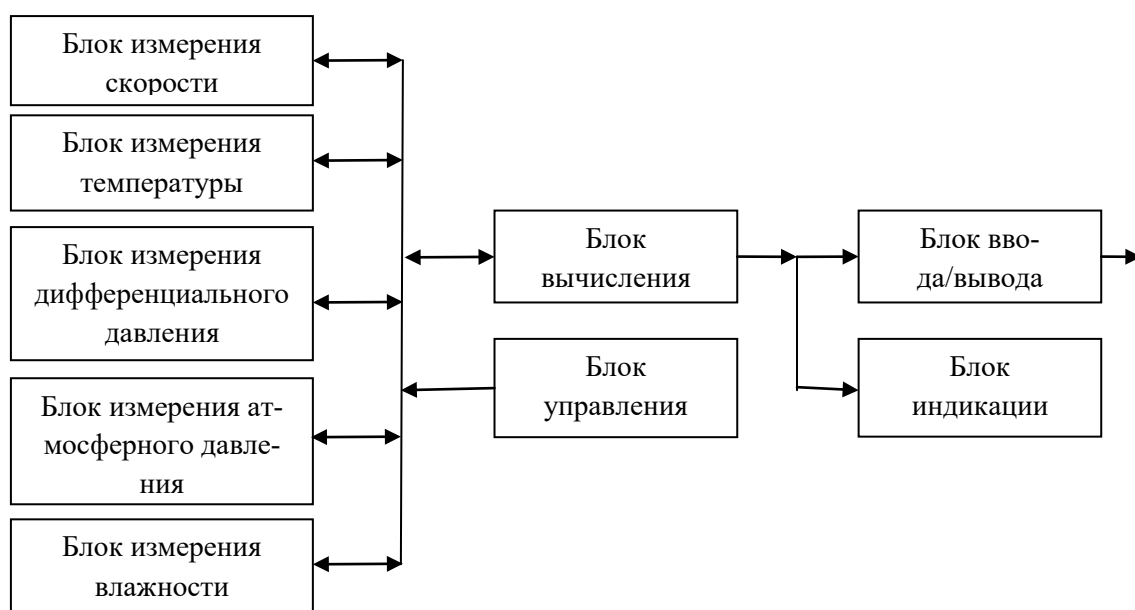 Блок измерения
скорости
Блок измерения
температуры
Блок измерения
дифференциального
давления
Блок измерения ат-
мосферного давле-
ния
Блок измерения
влажности
Блок
вычисления
Блок
управления
Блок вво-
да/вывода
Блок
индикации